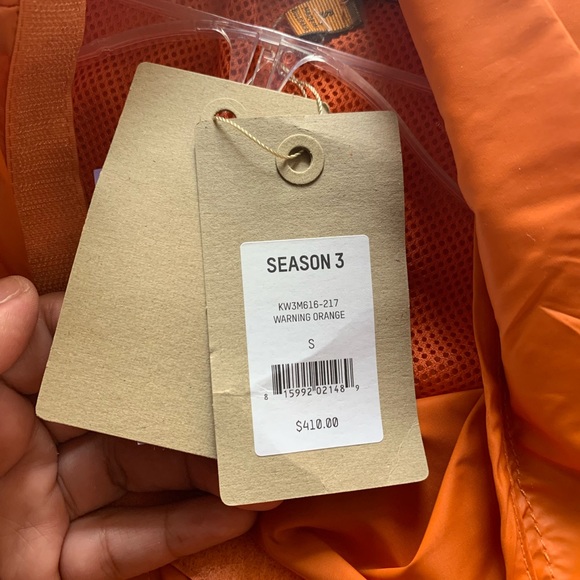 SEASON 3
KW3M616-217
WARNING ORANGE
S
8 15992 02148 9
$410.00